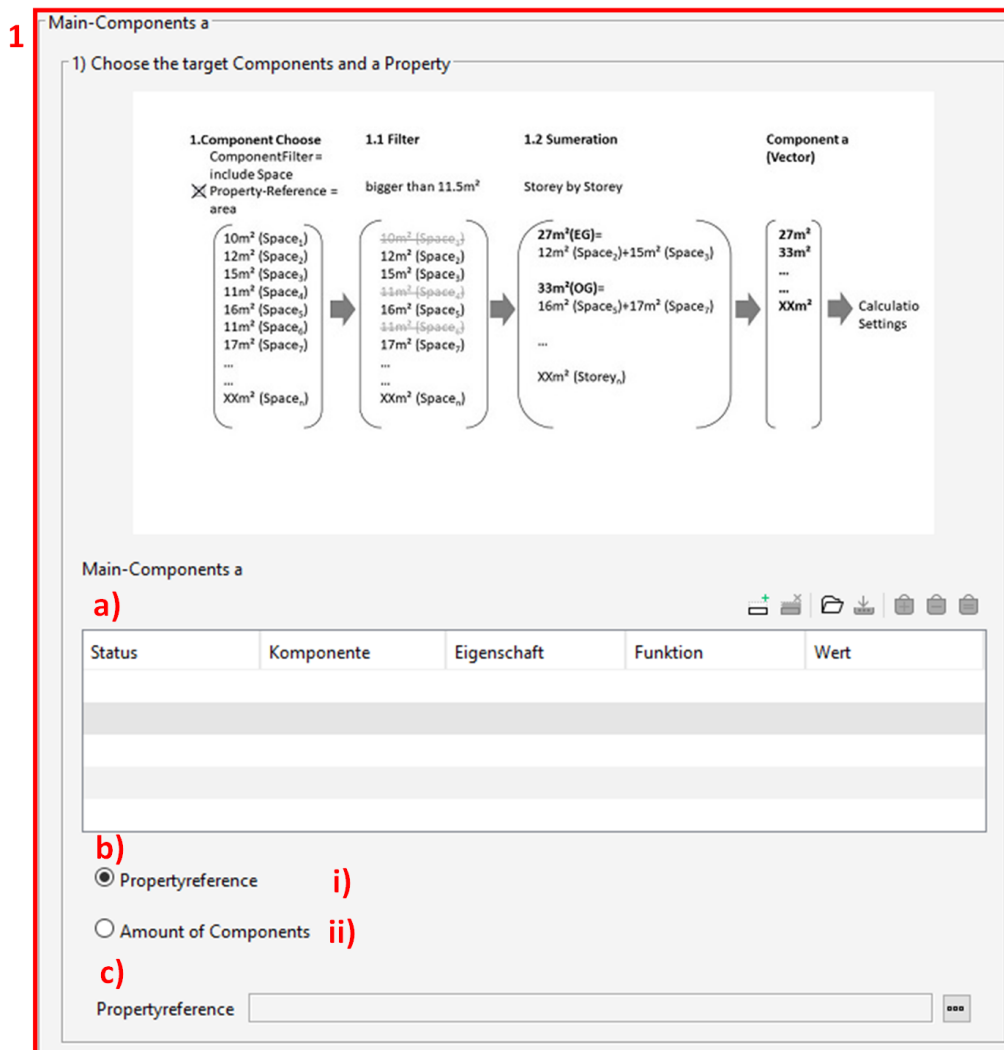 1
Main-Components a
1) Choose the target Components and a Property
1.Component Choose
ComponentFilter =
include Space
Property-Reference =
area
10m² (Space₁)
12m² (Space₂)
15m² (Space₃)
11m² (Space₄)
16m² (Space₅)
11m² (Space₆)
17m² (Space₇)
...
...
XXm² (Spaceₙ)
1.1 Filter
bigger than 11.5m²
10m² (Space₁)
12m² (Space₂)
15m² (Space₃)
11m² (Space₄)
16m² (Space₅)
11m² (Space₆)
17m² (Space₇)
...
...
XXm² (Spaceₙ)
1.2 Sumeration
Storey by Storey
27m²(EG)=
12m² (Space₂)+15m² (Space₃)
33m²(OG)=
16m² (Space₅)+17m² (Space₇)
...
XXm² (Storeyₙ)
Component a
(Vector)
27m²
33m²
...
...
XXm²
Calculatio
Settings
Main-Components a
a)
Status Komponente Eigenschaft Funktion Wert
b)
Propertyreference i)
Amount of Components ii)
c)
Propertyreference